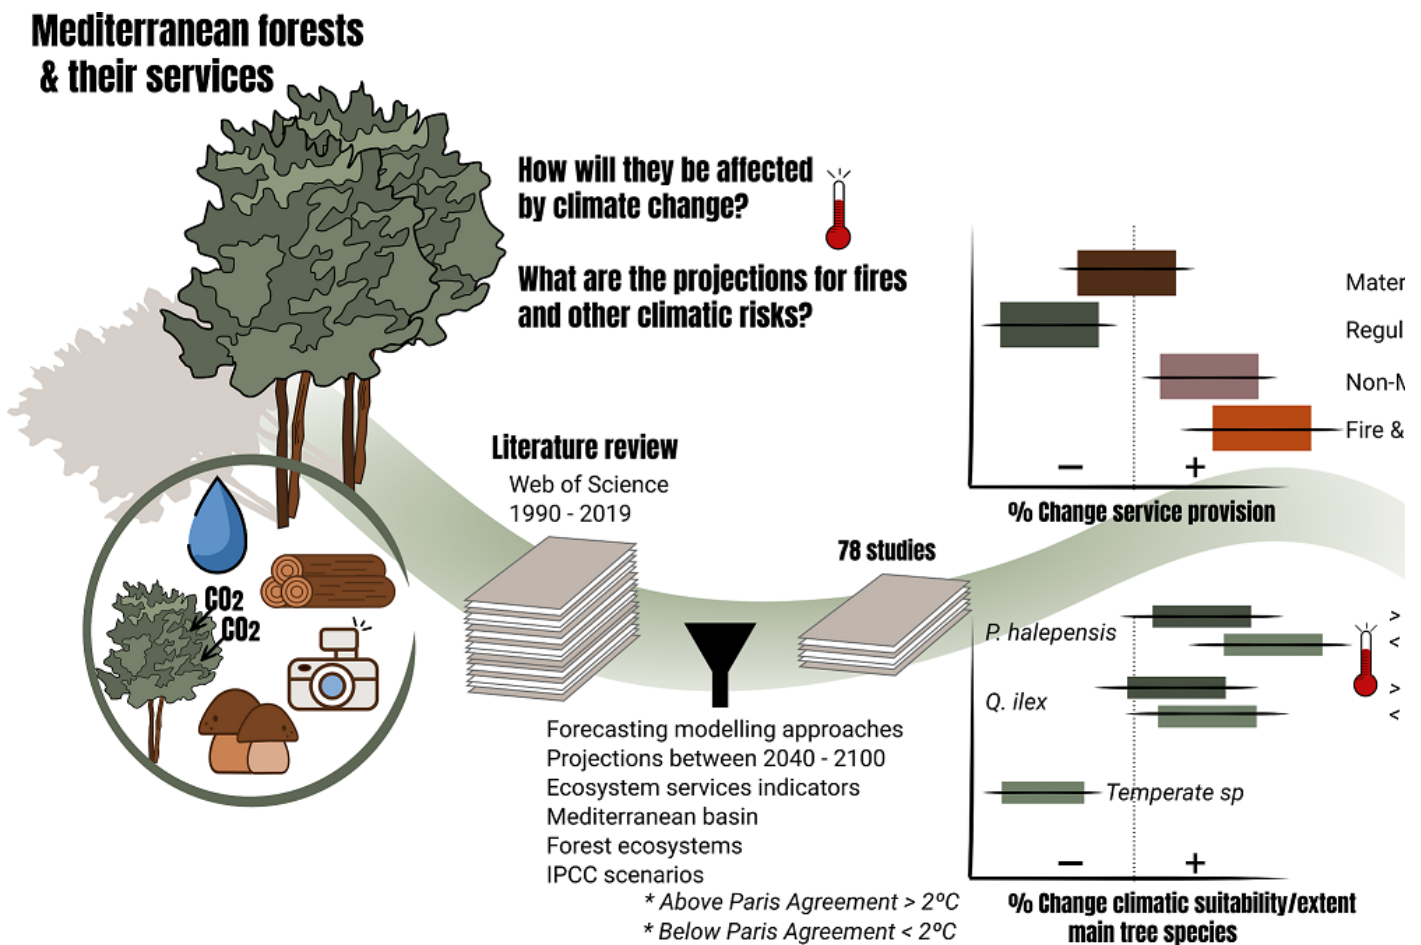 Mediterranean forests
& their services
How will they be affected
by climate change?
What are the projections for fires
and other climatic risks?
Literature review
Web of Science
1990 - 2019
78 studies
CO2
CO2
Forecasting modelling approaches
Projections between 2040 - 2100
Ecosystem services indicators
Mediterranean basin
Forest ecosystems
IPCC scenarios
* Above Paris Agreement > 2ºC
* Below Paris Agreement < 2ºC
Mater
Regul
Non-M
Fire &
− +
% Change service provision
P. halepensis
>
<
Q. ilex
>
<
Temperate sp
− +
% Change climatic suitability/extent
main tree species